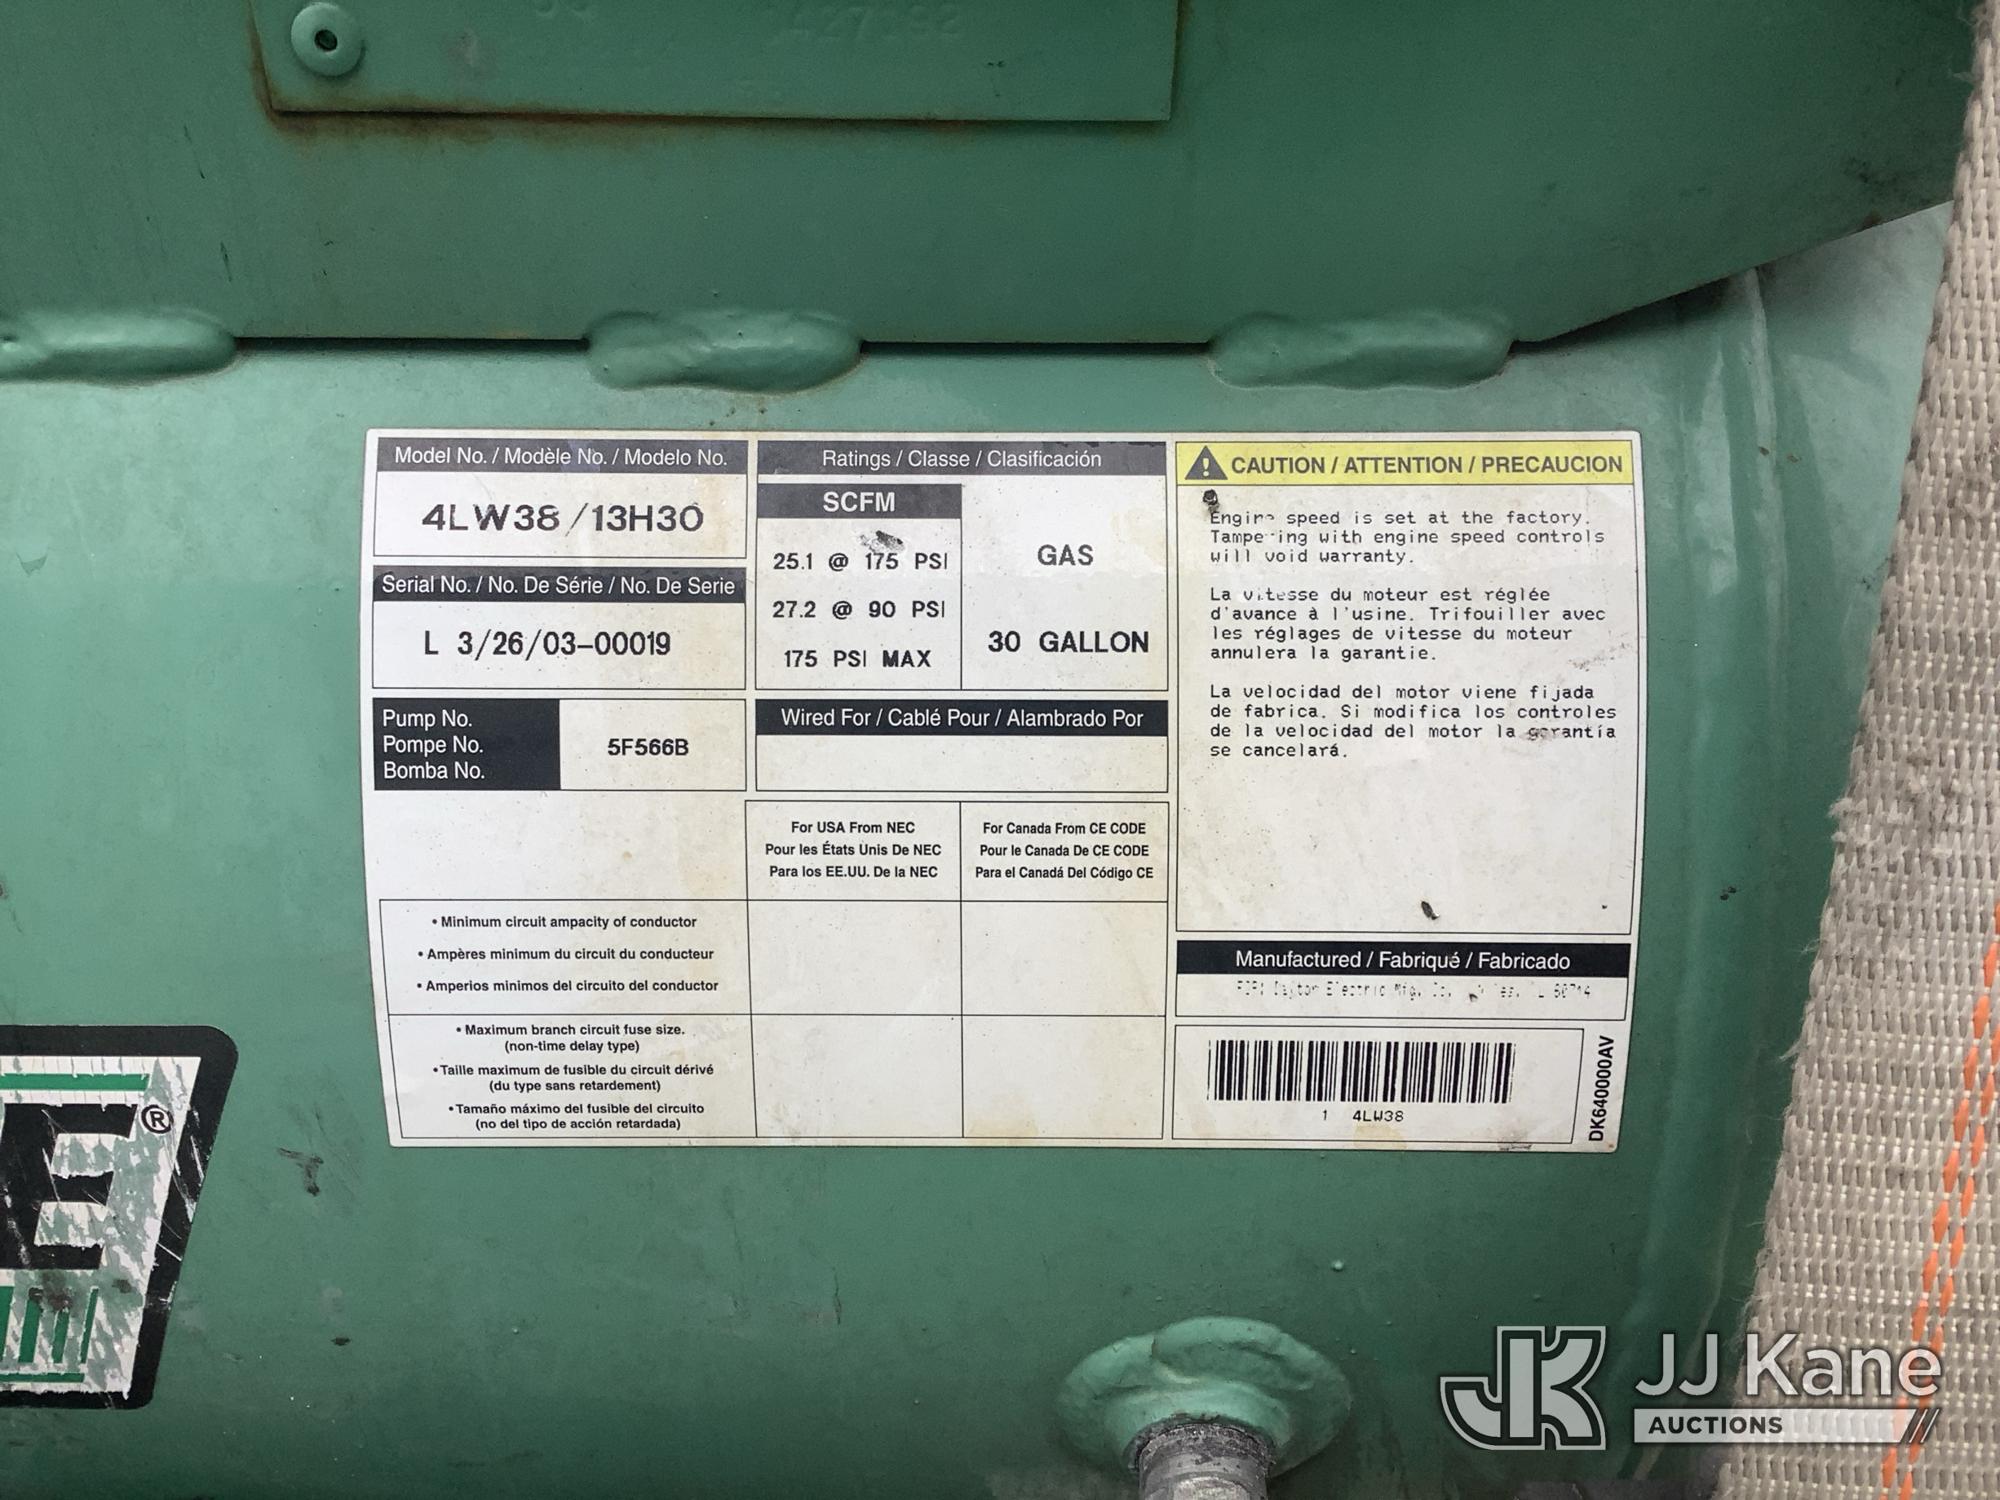 Model No. / Modèle No. / Modelo No.
4LW38/13H30
Serial No. / No. De Série / No. De Serie
L 3/26/03-00019
Pump No.
Pompe No.
Bomba No.
5F566B
Ratings / Classe / Clasificación
SCFM
25.1 @ 175 PSI
27.2 @ 90 PSI
175 PSI MAX
GAS
30 GALLON
Wired For / Cablé Pour / Alambrado Por
For USA From NEC
Pour les États Unis De NEC
Para los EE.UU. De la NEC
For Canada From CE CODE
Pour le Canada De CE CODE
Para el Canadá Del Código CE
• Minimum circuit ampacity of conductor
• Ampères minimum du circuit du conducteur
• Amperios minimos del circuito del conductor
• Maximum branch circuit fuse size.
(non-time delay type)
• Taille maximum de fusible du circuit dérivé
(du type sans retardement)
• Tamaño máximo del fusible del circuito
(no del tipo de acción retardada)
CAUTION / ATTENTION / PRECAUCION
Engine speed is set at the factory.
Tampering with engine speed controls
will void warranty.
La vitesse du moteur est réglée
d'avance à l'usine. Trifouiller avec
les réglages de vitesse du moteur
annulera la garantie.
La velocidad del motor viene fijada
de fabrica. Si modifica los controles
de la velocidad del motor la garantía
se cancelará.
Manufactured / Fabriqué / Fabricado
Dayton Electric Mfg. Co.
1 4LW38
DK640000AV
E®
JK JJ Kane
AUCTIONS